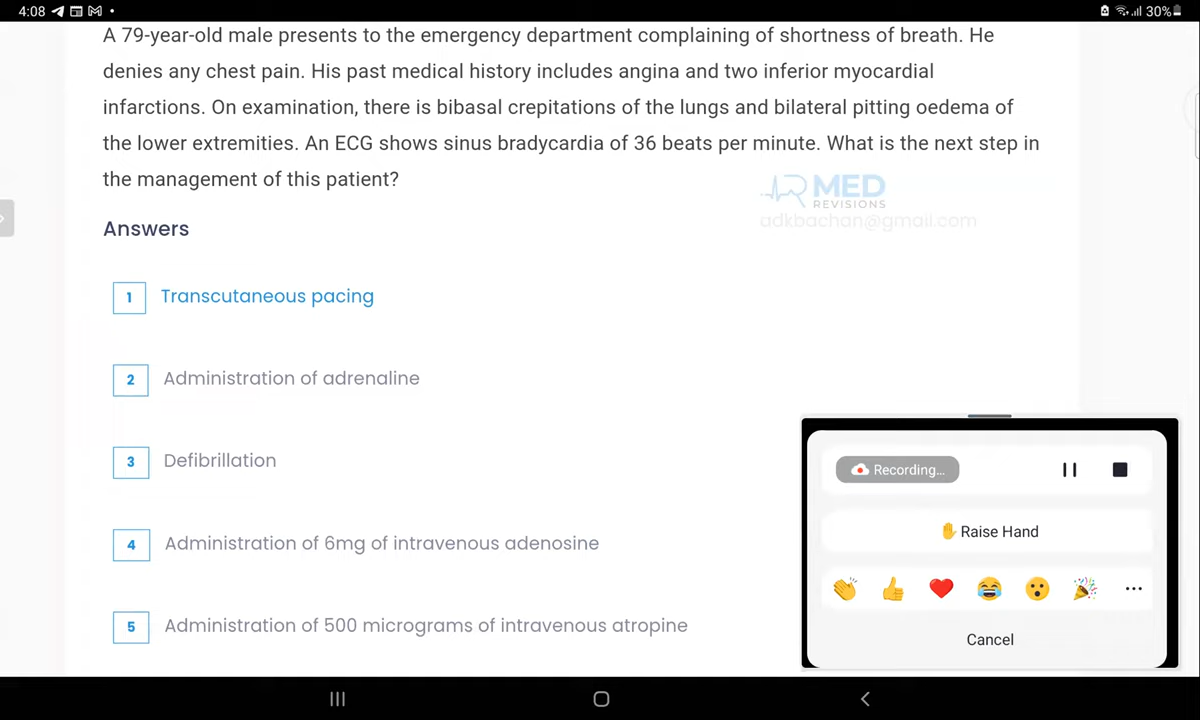 4:08
30%
A 79-year-old male presents to the emergency department complaining of shortness of breath. He
denies any chest pain. His past medical history includes angina and two inferior myocardial
infarctions. On examination, there is bibasal crepitations of the lungs and bilateral pitting oedema of
the lower extremities. An ECG shows sinus bradycardia of 36 beats per minute. What is the next step in
the management of this patient?
MED
REVISIONS
adkbachan@gmail.com
Answers
1 Transcutaneous pacing
2 Administration of adrenaline
3 Defibrillation
4 Administration of 6mg of intravenous adenosine
5 Administration of 500 micrograms of intravenous atropine
Recording...
Raise Hand
Cancel